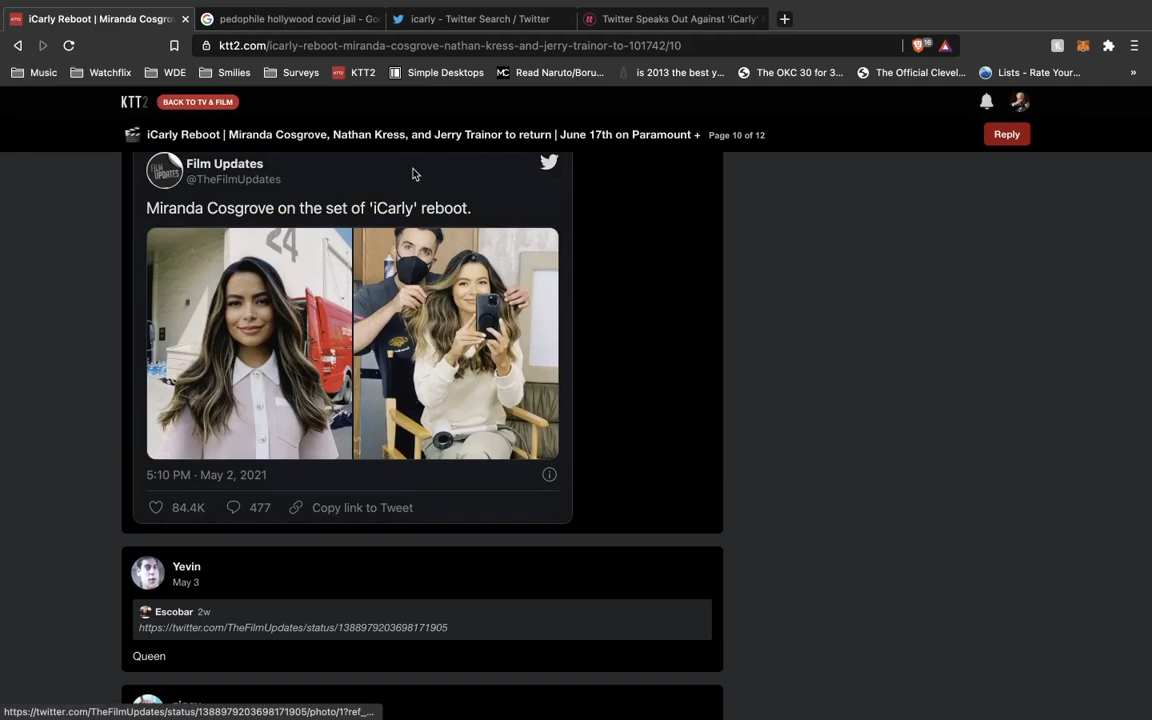 iCarly Reboot | Miranda Cosgro
pedophile hollywood covid jail - Go
icarly - Twitter Search / Twitter
Twitter Speaks Out Against 'iCarly'
ktt2.com/icarly-reboot-miranda-cosgrove-nathan-kress-and-jerry-trainor-to-101742/10
16
Music
Watchflix
WDE
Smilies
Surveys
KTT2
Simple Desktops
MC Read Naruto/Boru...
is 2013 the best y...
The OKC 30 for 3...
The Official Clevel...
Lists - Rate Your...
KTT2 BACK TO TV & FILM
iCarly Reboot | Miranda Cosgrove, Nathan Kress, and Jerry Trainor to return | June 17th on Paramount + Page 10 of 12
Reply
FILM UPDATES
Film Updates
@TheFilmUpdates
Miranda Cosgrove on the set of 'iCarly' reboot.
24
5:10 PM · May 2, 2021
84.4K 477 Copy link to Tweet
Yevin
May 3
Escobar 2w
https://twitter.com/TheFilmUpdates/status/1388979203698171905
Queen
https://twitter.com/TheFilmUpdates/status/1388979203698171905/photo/1?ref_...